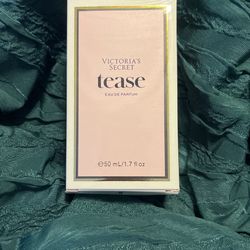 VICTORIA'S
SECRET
tease
EAU DE PARFUM
℮50 mL/1.7 fl oz